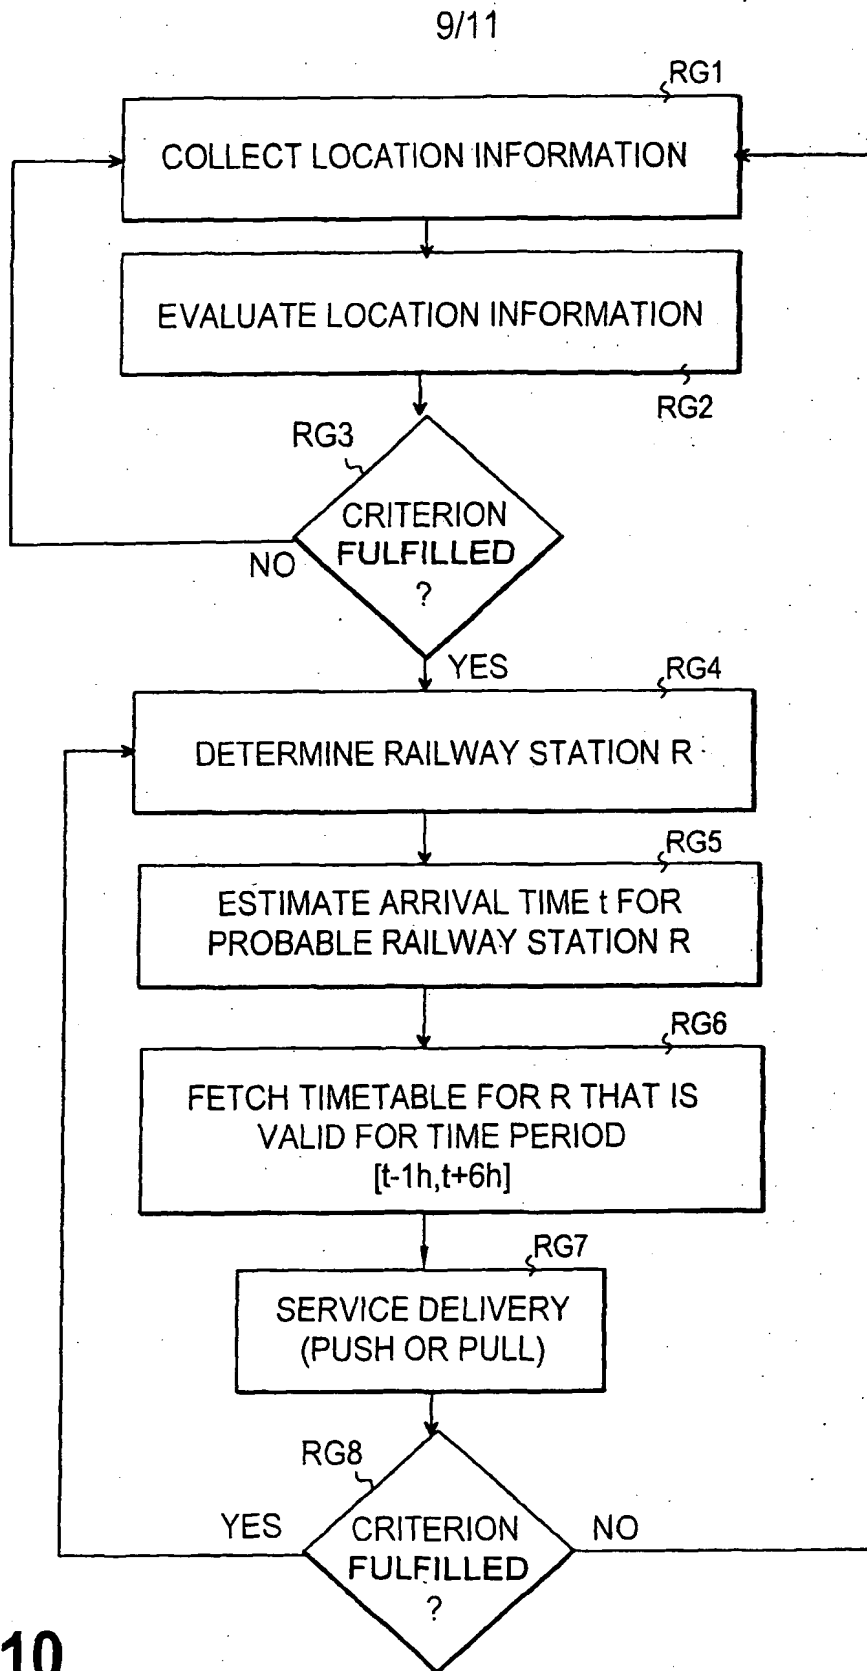 9/11
RG1
COLLECT LOCATION INFORMATION
EVALUATE LOCATION INFORMATION
RG2
RG3
CRITERION
FULFILLED
?
NO
YES
RG4
DETERMINE RAILWAY STATION R
RG5
ESTIMATE ARRIVAL TIME t FOR
PROBABLE RAILWAY STATION R
RG6
FETCH TIMETABLE FOR R THAT IS
VALID FOR TIME PERIOD
[t-1h,t+6h]
RG7
SERVICE DELIVERY
(PUSH OR PULL)
RG8
YES
CRITERION
FULFILLED
?
NO
10